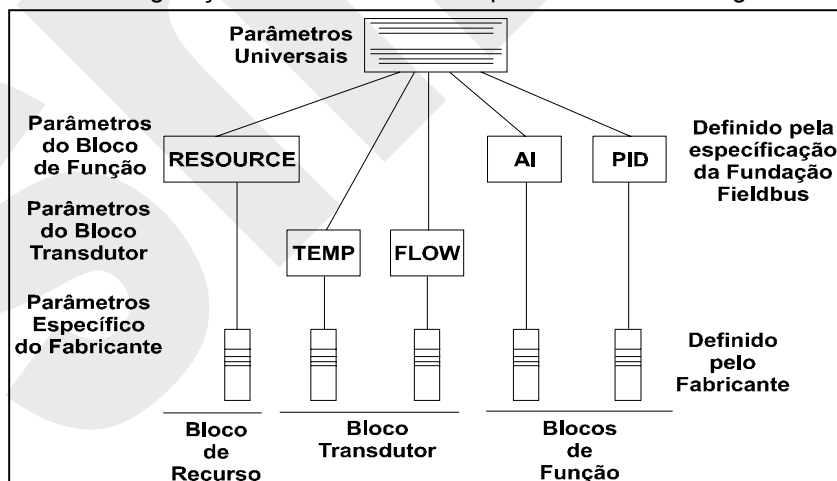 Parâmetros
Universais
Parâmetros
do Bloco
de Função
RESOURCE
AI
PID
Definido pela
específicação
da Fundação
Fieldbus
Parâmetros
do Bloco
Transdutor
TEMP
FLOW
Parâmetros
Específico
do Fabricante
Definido
pelo
Fabricante
Bloco
de
Recurso
Bloco
Transdutor
Blocos
de
Função